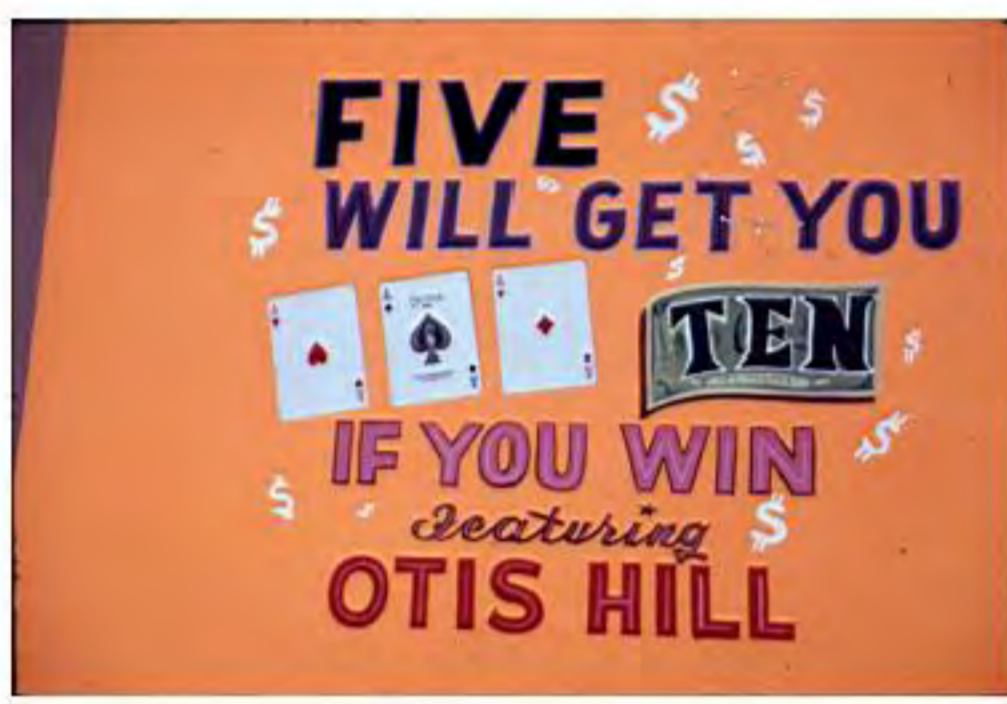 FIVE
WILL GET YOU
TEN
IF YOU WIN
Featuring
OTIS HILL